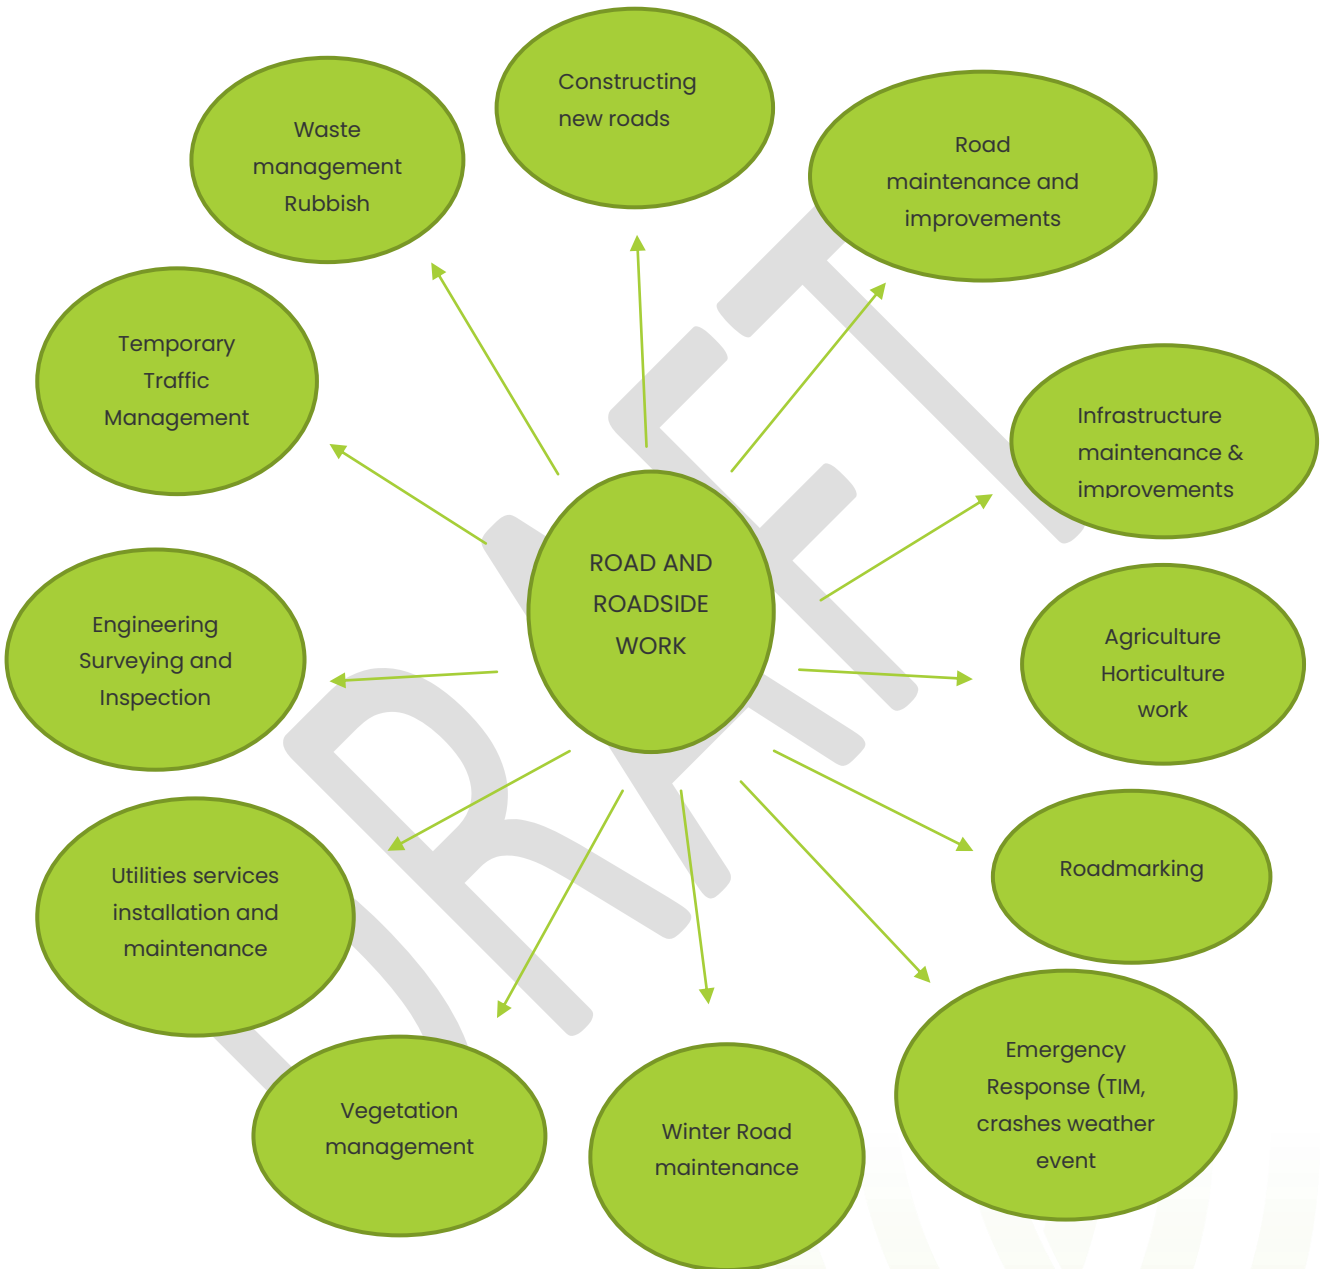 Constructing
new roads
Road
maintenance and
improvements
Infrastructure
maintenance &
improvements
Agriculture
Horticulture
work
Roadmarking
Emergency
Response (TIM,
crashes weather
event
Winter Road
maintenance
Vegetation
management
Utilities services
installation and
maintenance
Engineering
Surveying and
Inspection
Temporary
Traffic
Management
Waste
management
Rubbish
ROAD AND
ROADSIDE
WORK
DRAFT